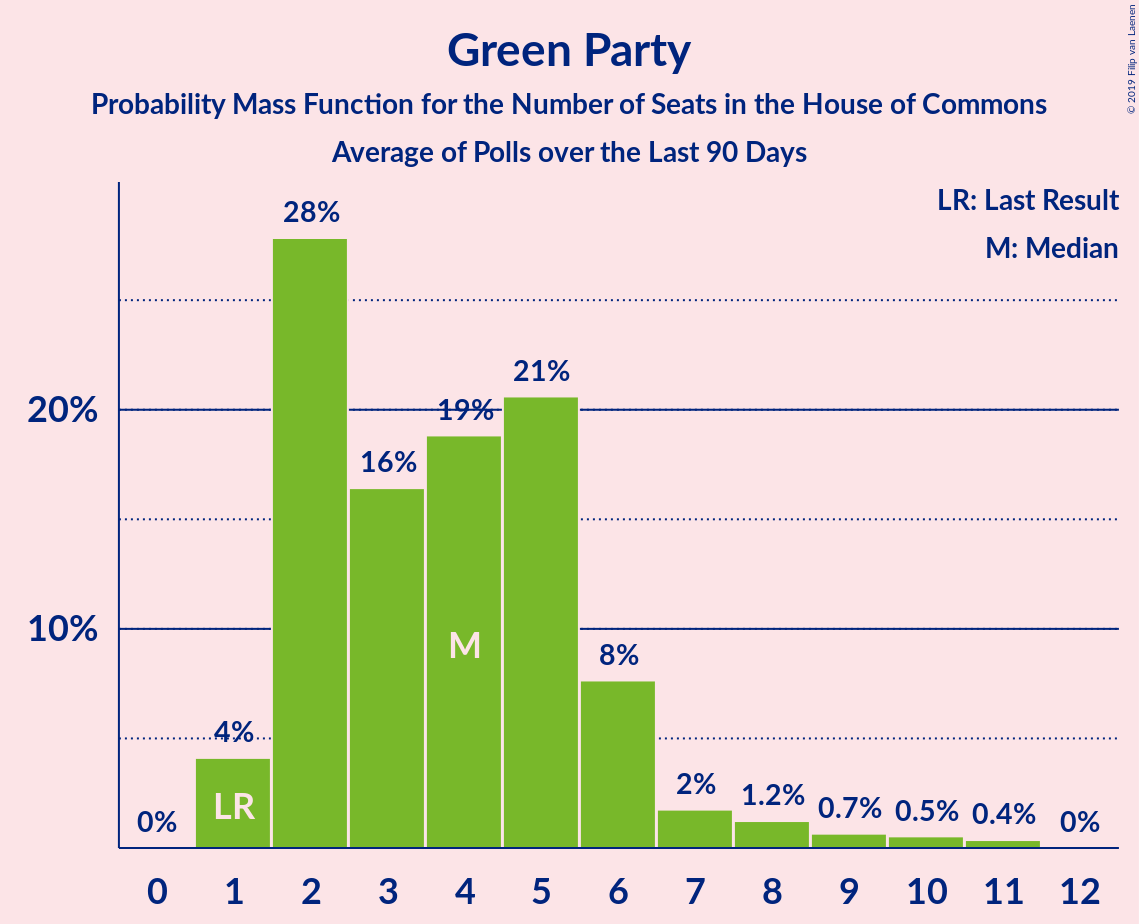 © 2019 Filip van Laenen
Green Party
Probability Mass Function for the Number of Seats in the House of Commons
Average of Polls over the Last 90 Days
LR: Last Result
M: Median
20%
10%
0%
4%
28%
16%
19%
21%
8%
2%
1.2%
0.7%
0.5%
0.4%
0%
LR
M
0 1 2 3 4 5 6 7 8 9 10 11 12